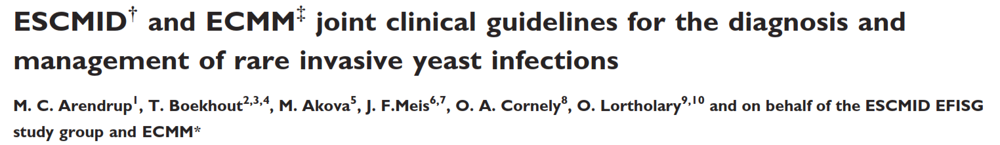 ESCMID† and ECMM‡ joint clinical guidelines for the diagnosis and
management of rare invasive yeast infections
M. C. Arendrup1, T. Boekhout2,3,4, M. Akova5, J. F.Meis6,7, O. A. Cornely8, O. Lortholary9,10 and on behalf of the ESCMID EFISG
study group and ECMM*